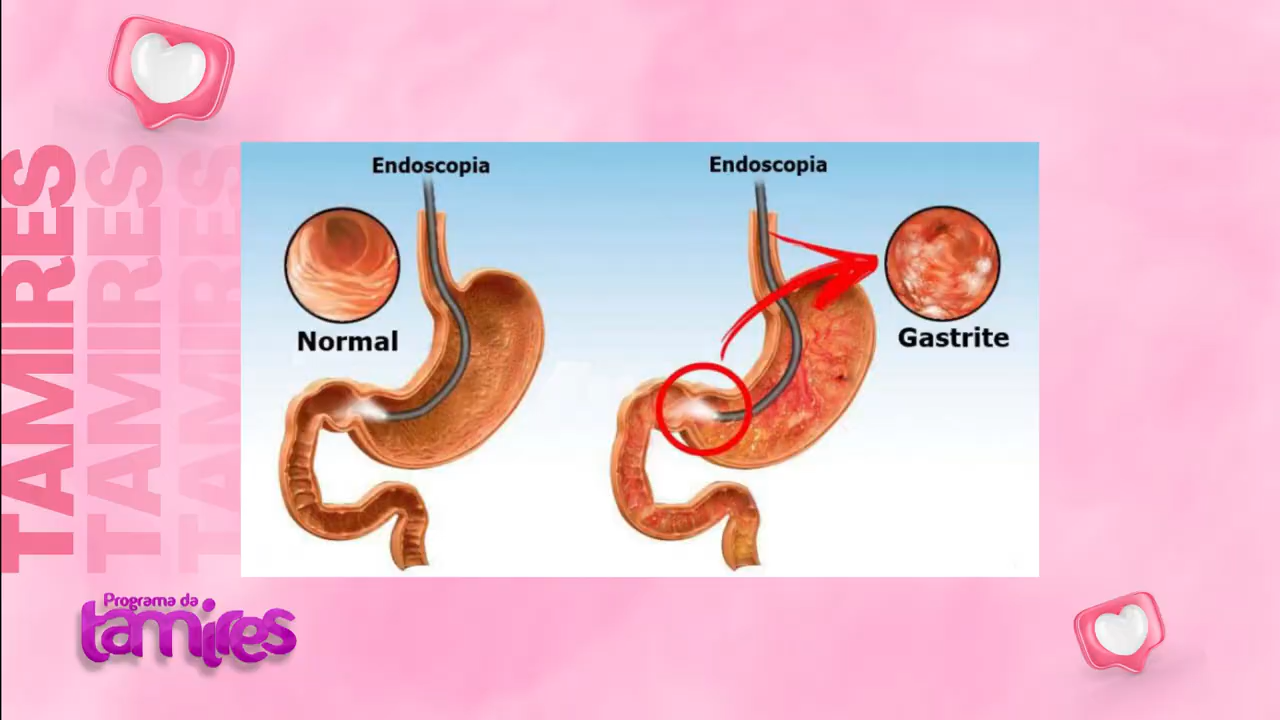 TAMIRES
TAMIRES
TAMIRES
Endoscopia
Endoscopia
Normal
Gastrite
Programa da
tamires